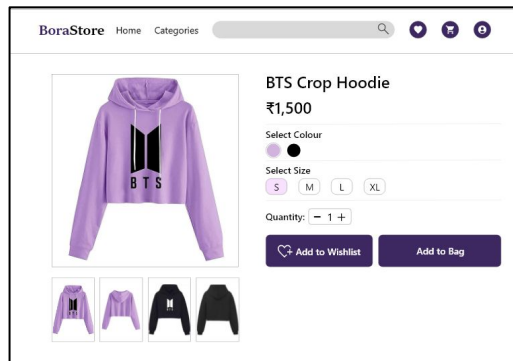 BoraStore Home Categories
BTS Crop Hoodie
₹1,500
Select Colour
Select Size
S M L XL
Quantity: − 1 +
Add to Wishlist Add to Bag
BTS